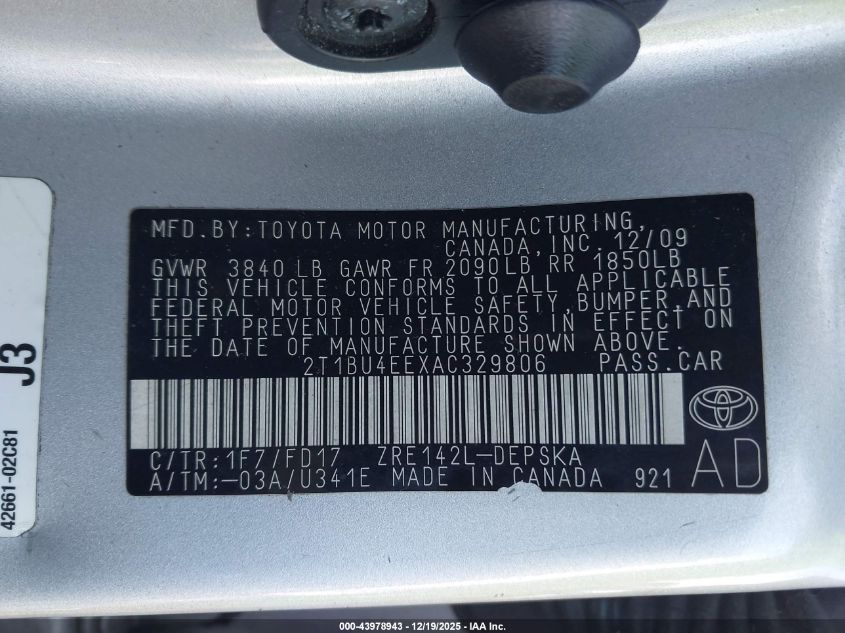 MFD. BY: TOYOTA MOTOR MANUFACTURING,
CANADA, INC. 12/09
GVWR 3840 LB GAWR FR 2090LB RR 1850LB
THIS VEHICLE CONFORMS TO ALL APPLICABLE
FEDERAL MOTOR VEHICLE SAFETY, BUMPER, AND
THEFT PREVENTION STANDARDS IN EFFECT ON
THE DATE OF MANUFACTURE SHOWN ABOVE.
2T1BU4EEXAC329806 PASS.CAR
C/TR: 1F7/FD17 ZRE142L-DEPSKA
A/TM:-03A/U341E MADE IN CANADA 921
AD
J3
42661-02C81
000-43978943 - 12/19/2025 - IAA Inc.